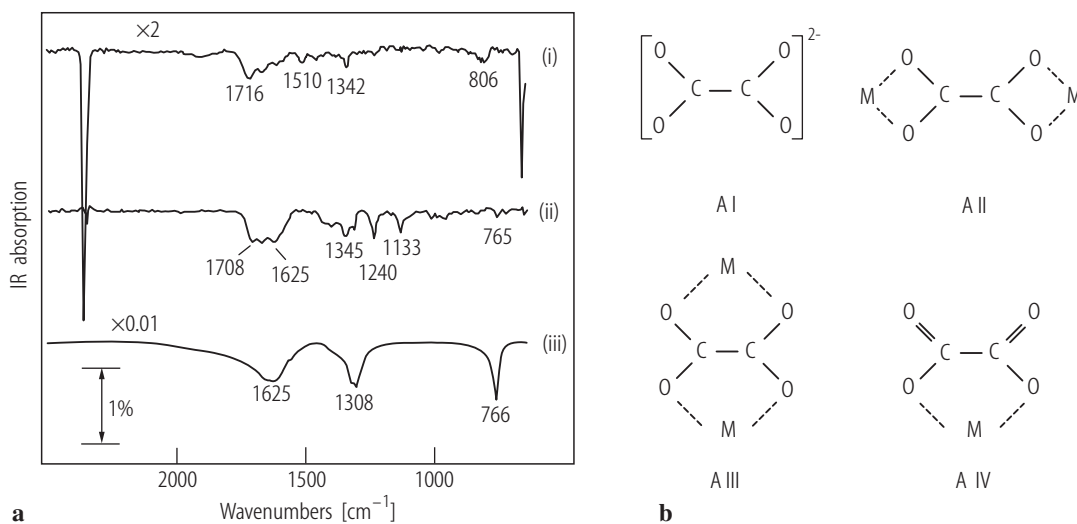 ×2
(i)
1716
1510
1342
806
(ii)
1708
1625
1345
1240
1133
765
×0.01
(iii)
1625
1308
766
1%
IR absorption
2000
1500
1000
Wavenumbers [cm⁻¹]
a
O O 2-
C — C
O O
A I
O O
M C — C M
O O
A II
M
O O
C — C
O O
M
A III
O O
C — C
O O
M
A IV
b